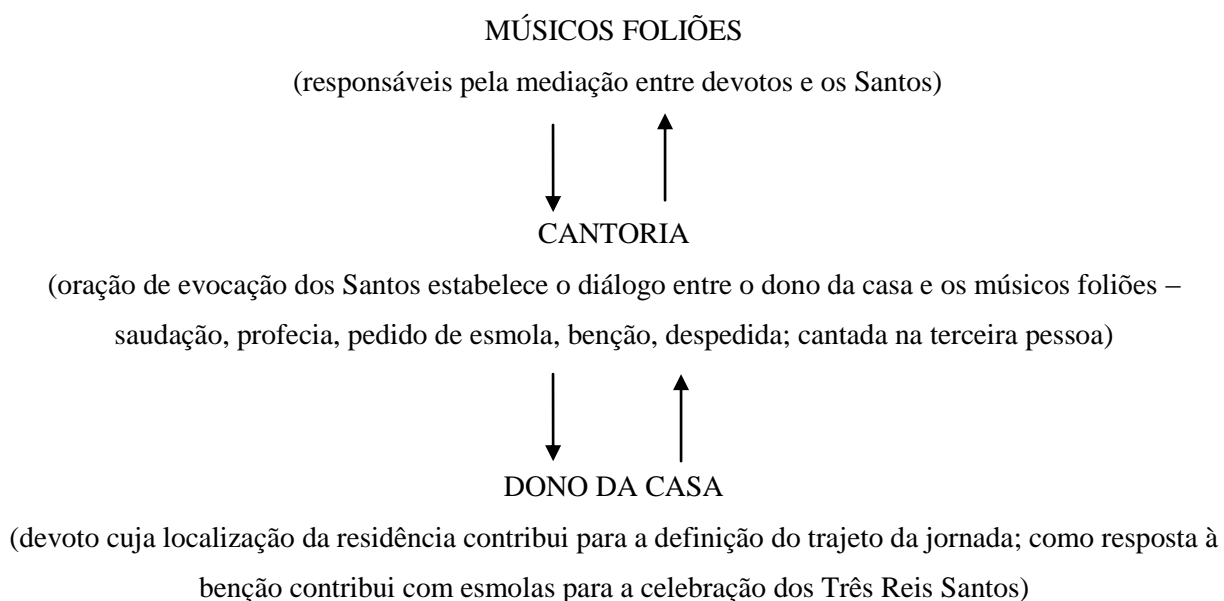 MÚSICOS FOLIÕES
(responsáveis pela mediação entre devotos e os Santos)
CANTORIA
(oração de evocação dos Santos estabelece o diálogo entre o dono da casa e os músicos foliões –
saudação, profecia, pedido de esmola, benção, despedida; cantada na terceira pessoa)
DONO DA CASA
(devoto cuja localização da residência contribui para a definição do trajeto da jornada; como resposta à
benção contribui com esmolas para a celebração dos Três Reis Santos)